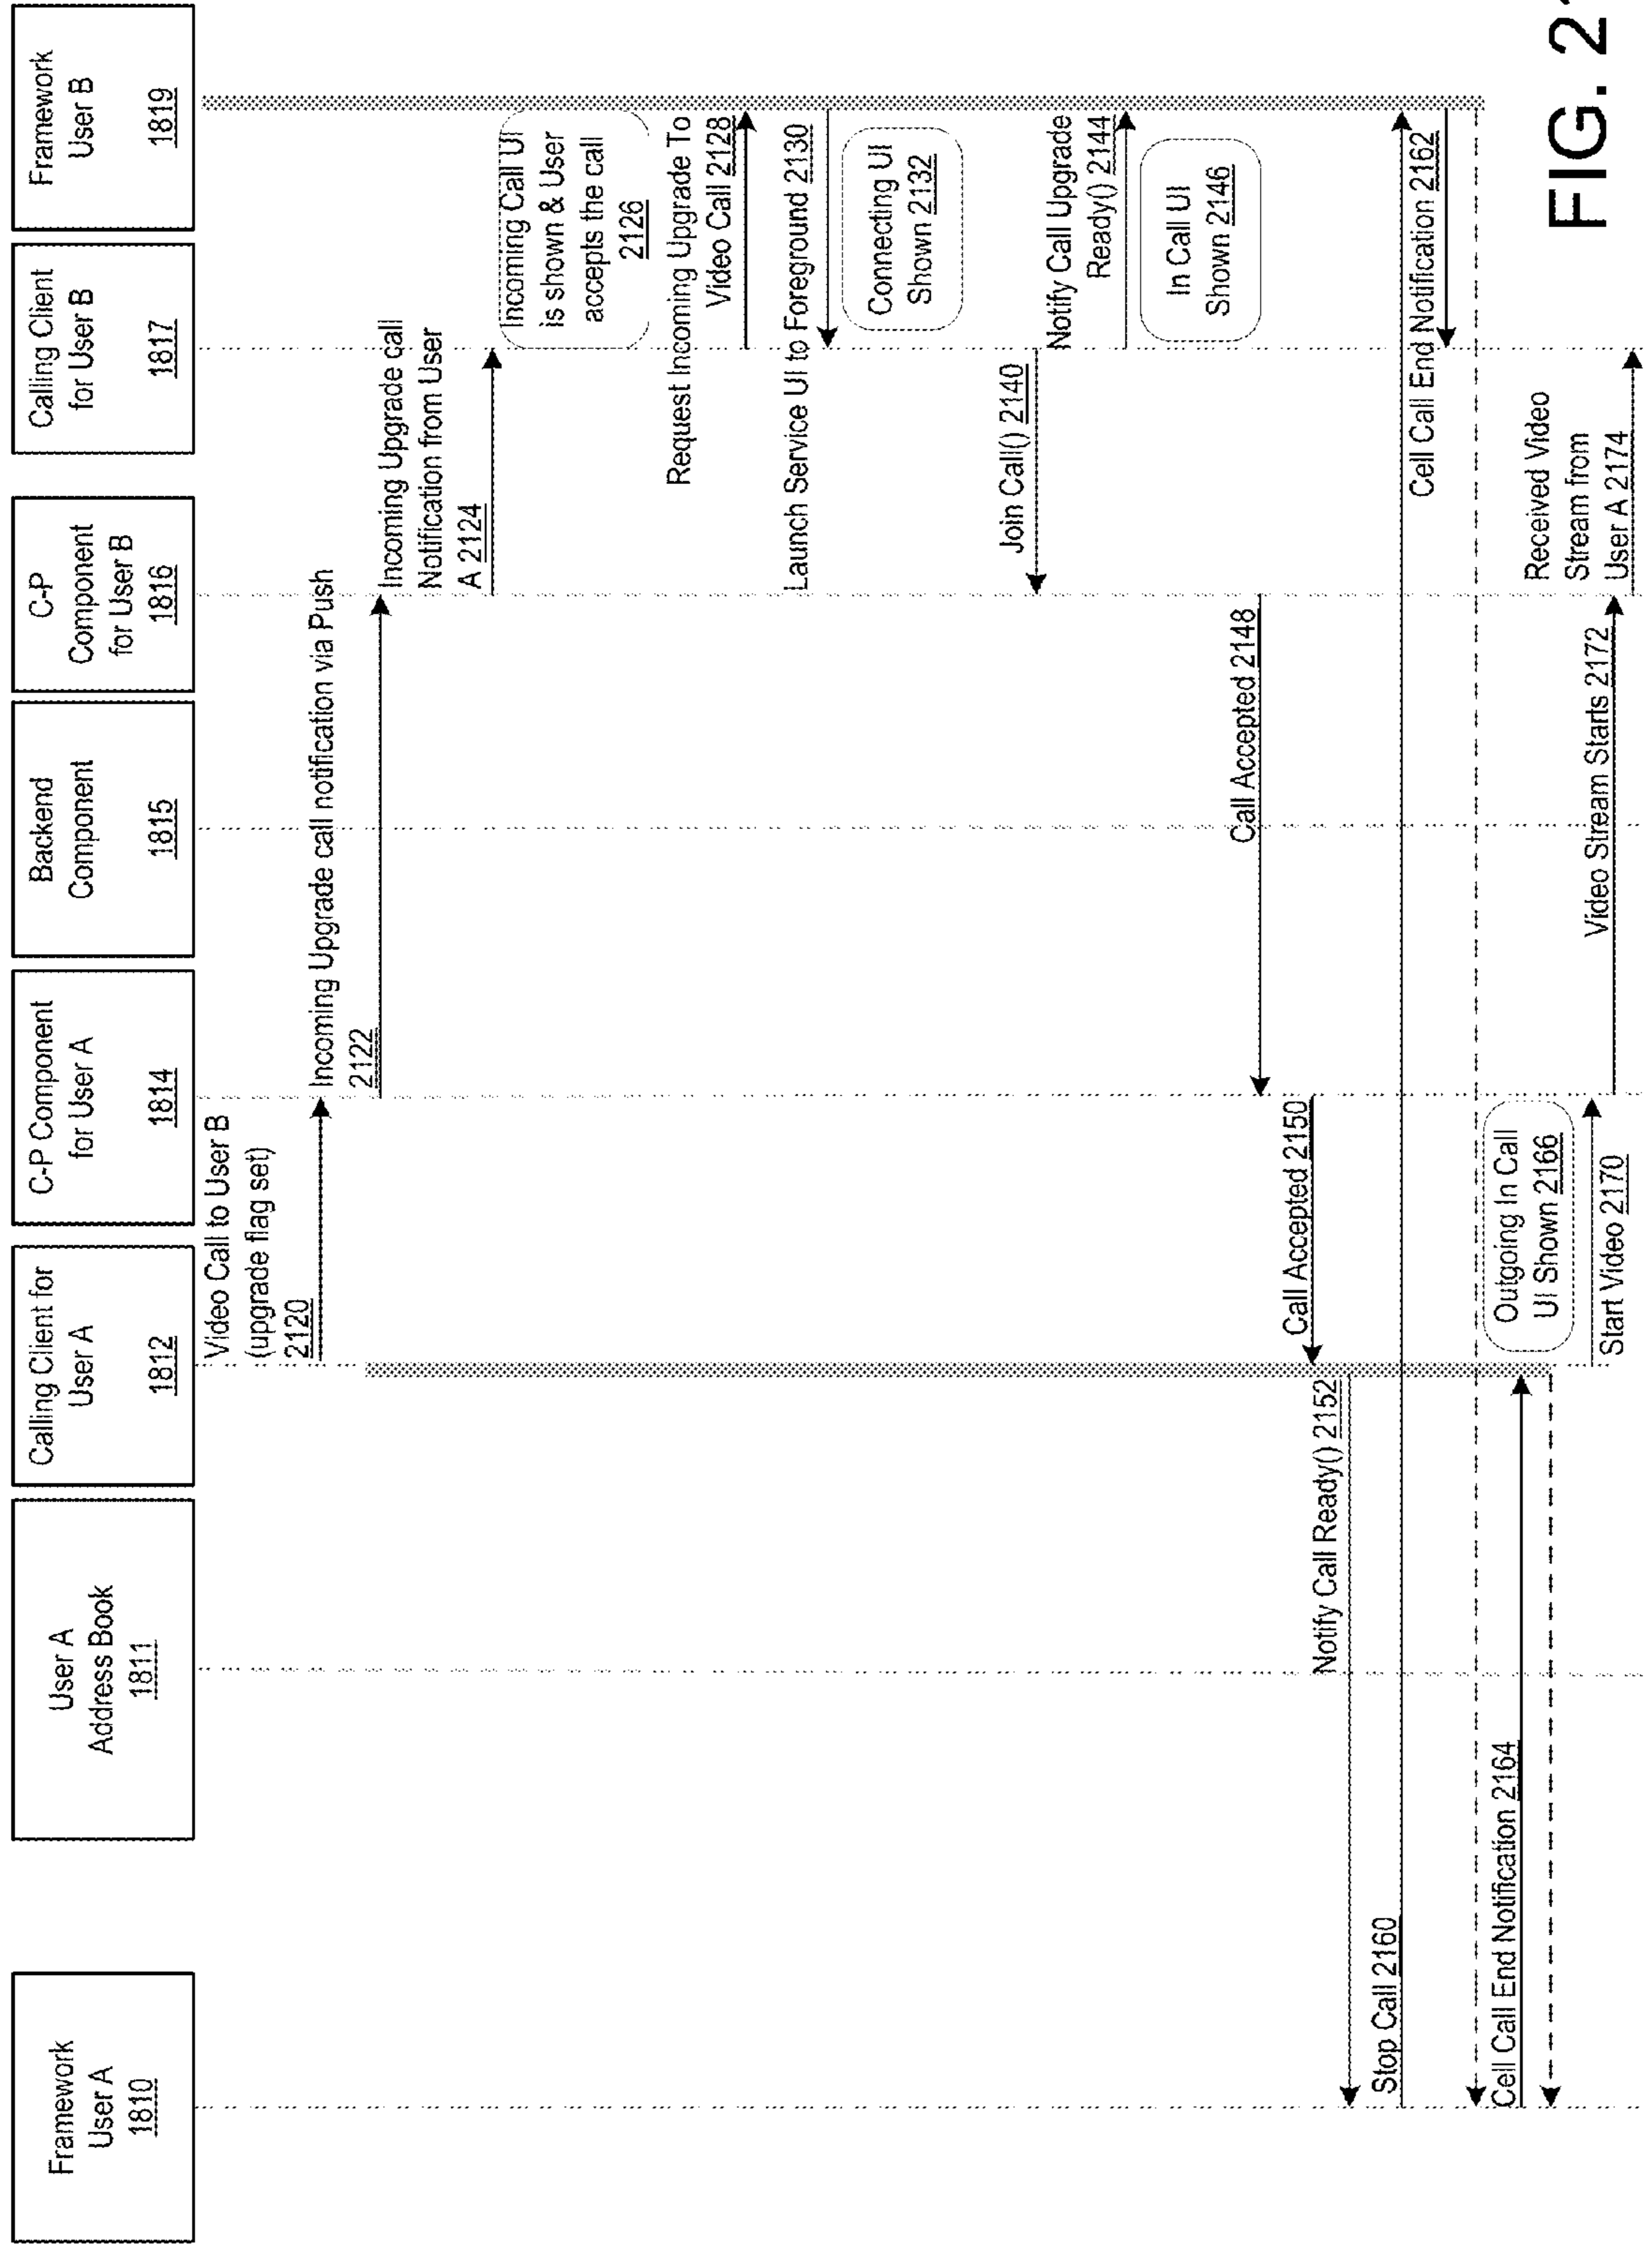 Framework
User A
1810
User A
Address Book
1811
Calling Client for
User A
1812
C-P Component
for User A
1814
Backend
Component
1815
C-P
Component
for User B
1816
Calling Client
for User B
1817
Framework
User B
1819
Video Call to User B
(upgrade flag set)
2120
Incoming Upgrade call notification via Push
2122
Incoming Upgrade call
Notification from User
A 2124
Incoming Call UI
is shown & User
accepts the call
2126
Request Incoming Upgrade To
Video Call 2128
Launch Service UI to Foreground 2130
Connecting UI
Shown 2132
Join Call() 2140
Notify Call Upgrade
Ready() 2144
In Call UI
Shown 2146
Call Accepted 2148
Call Accepted 2150
Notify Call Ready() 2152
Stop Call 2160
Cell Call End Notification 2162
Cell Call End Notification 2164
Outgoing In Call
UI Shown 2166
Start Video 2170
Video Stream Starts 2172
Received Video
Stream from
User A 2174
FIG. 21